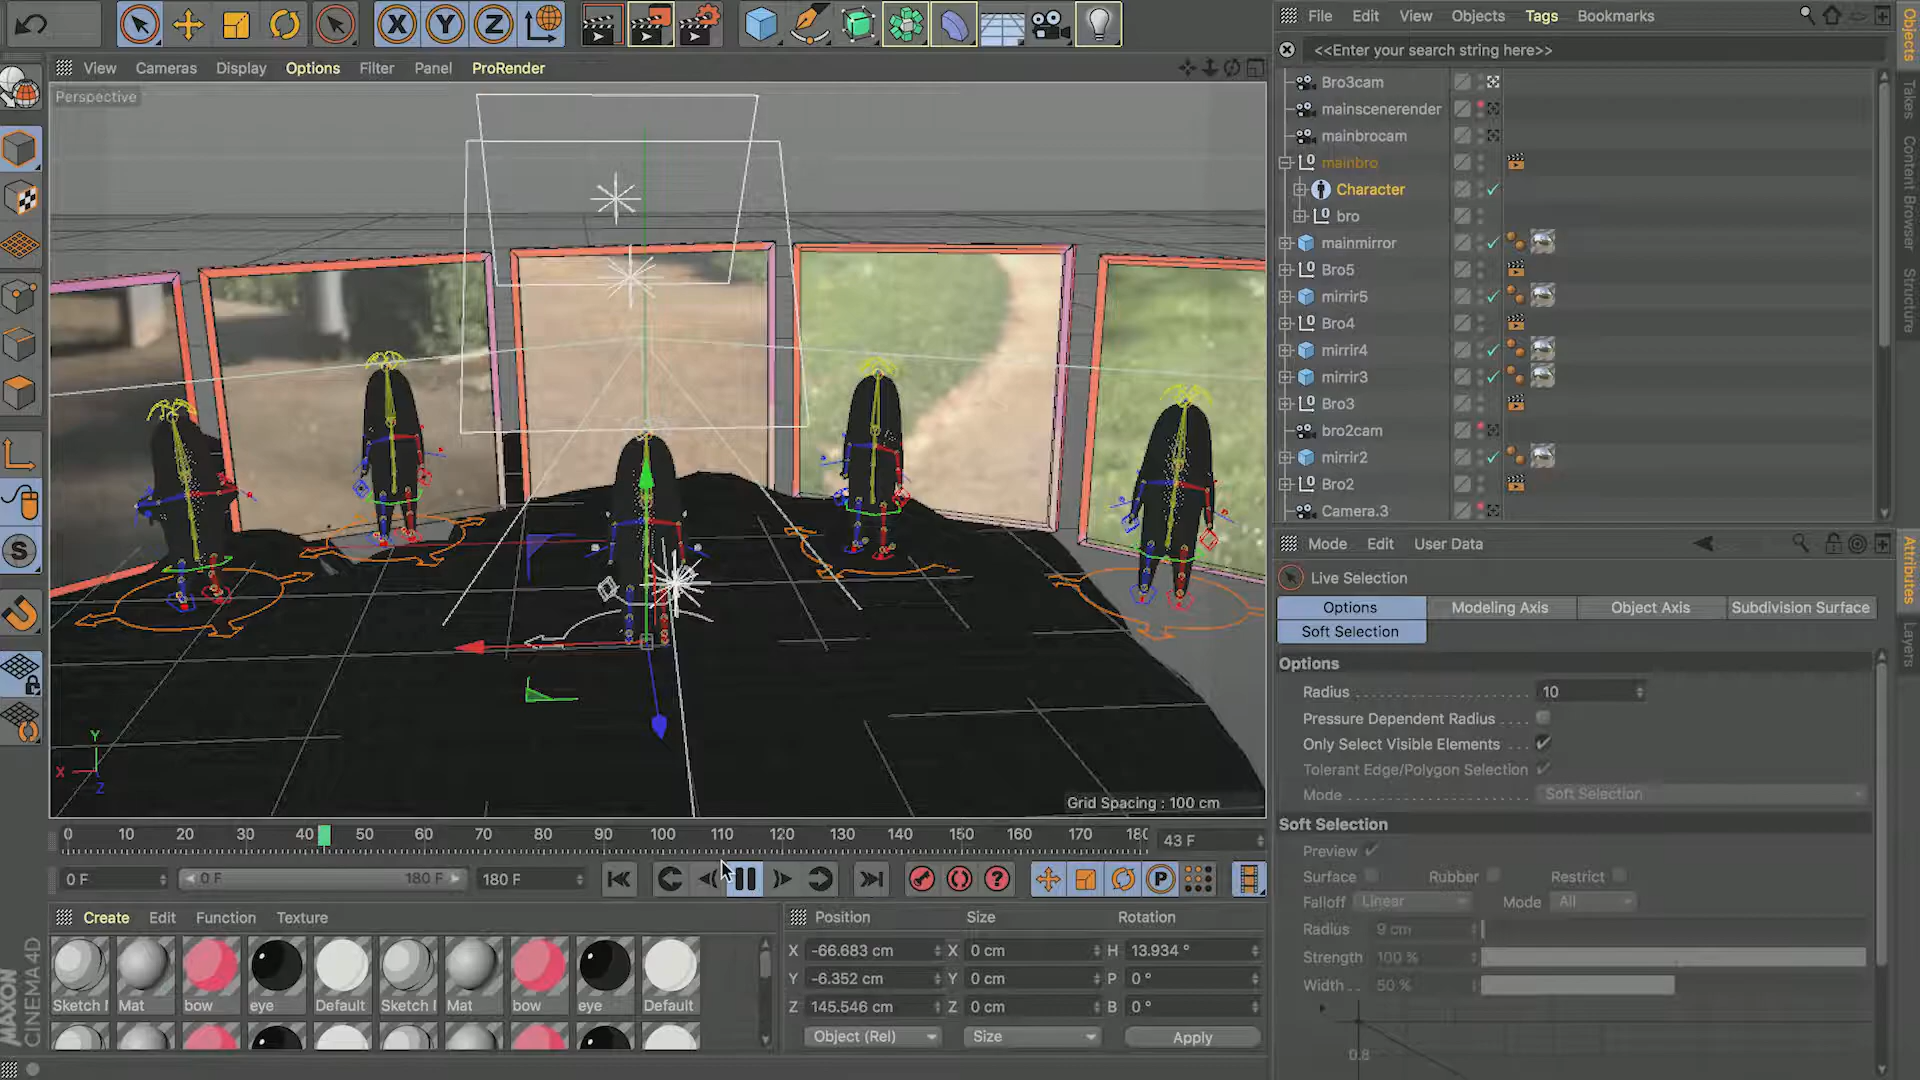 X Y Z
File Edit View Objects Tags Bookmarks
<<Enter your search string here>>
View Cameras Display Options Filter Panel ProRender
Perspective
Bro3cam
mainscenerender
mainbrocam
mainbro
Character
bro
mainmirror
Bro5
mirrir5
Bro4
mirrir4
mirrir3
Bro3
bro2cam
mirrir2
Bro2
Camera.3
Objects
Takes
Content Browser
Structure
Attributes
Layers
Mode Edit User Data
Live Selection
Options Modeling Axis Object Axis Subdivision Surface
Soft Selection
Options
Radius 10
Pressure Dependent Radius
Only Select Visible Elements
Tolerant Edge/Polygon Selection
Mode Soft Selection
Soft Selection
Preview
Surface Rubber Restrict
Falloff Linear Mode All
Radius 9 cm
Strength 100 %
Width 50 %
0.8
Y
X
Z
Grid Spacing : 100 cm
0 10 20 30 40 50 60 70 80 90 100 110 120 130 140 150 160 170 180 43 F
0 F 0 F 180 F 180 F
Create Edit Function Texture
Sketch Mat bow eye Default Sketch Mat bow eye Default
Position Size Rotation
X -66.683 cm X 0 cm H 13.934 °
Y -6.352 cm Y 0 cm P 0 °
Z 145.546 cm Z 0 cm B 0 °
Object (Rel) Size Apply
MAXON
CINEMA4D